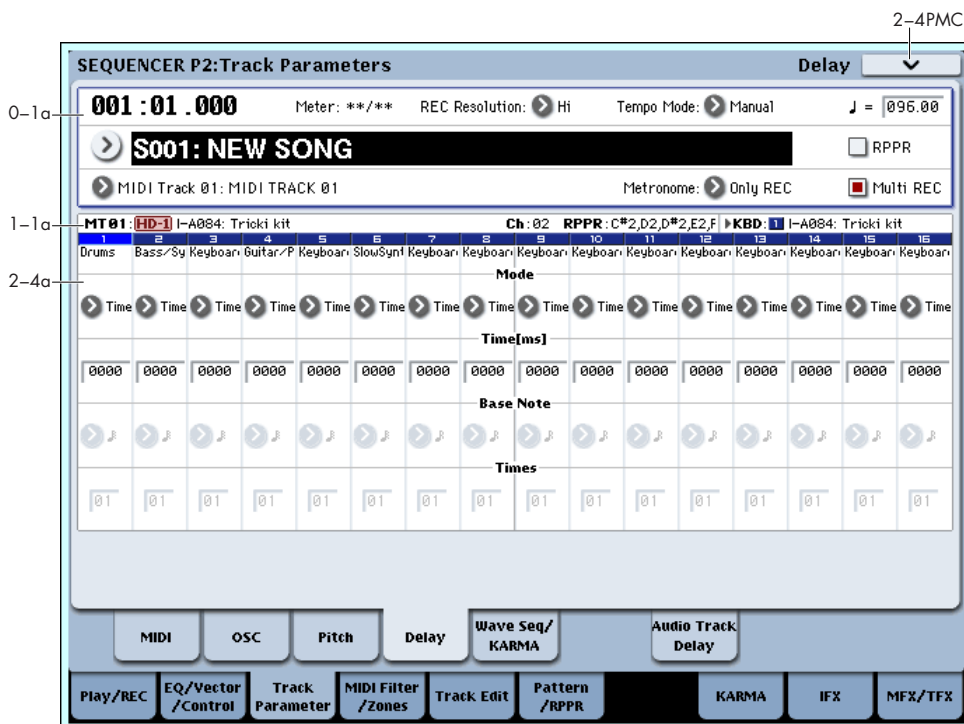 2–4PMC
SEQUENCER P2:Track Parameters Delay
0–1a
001:01.000 Meter: **/** REC Resolution: Hi Tempo Mode: Manual ♩ = 096.00
S001: NEW SONG RPPR
MIDI Track 01: MIDI TRACK 01 Metronome: Only REC Multi REC
1–1a
MT01: HD-1 I-A084: Tricki kit Ch:02 RPPR:C#2,D2,D#2,E2,F ▶KBD: 1 I-A084: Tricki kit
1 2 3 4 5 6 7 8 9 10 11 12 13 14 15 16
Drums Bass/Sy Keyboar Guitar/P Keyboar SlowSynt Keyboar Keyboar Keyboar Keyboar Keyboar Keyboar Keyboar Keyboar Keyboar Keyboar
2–4a
Mode
Time Time Time Time Time Time Time Time Time Time Time Time Time Time Time Time
Time[ms]
0000 0000 0000 0000 0000 0000 0000 0000 0000 0000 0000 0000 0000 0000 0000 0000
Base Note
Times
01 01 01 01 01 01 01 01 01 01 01 01 01 01 01 01
MIDI OSC Pitch Delay Wave Seq/ Audio Track
KARMA Delay
Play/REC EQ/Vector Track MIDI Filter Track Edit Pattern KARMA IFX MFX/TFX
/Control Parameter /Zones /RPPR